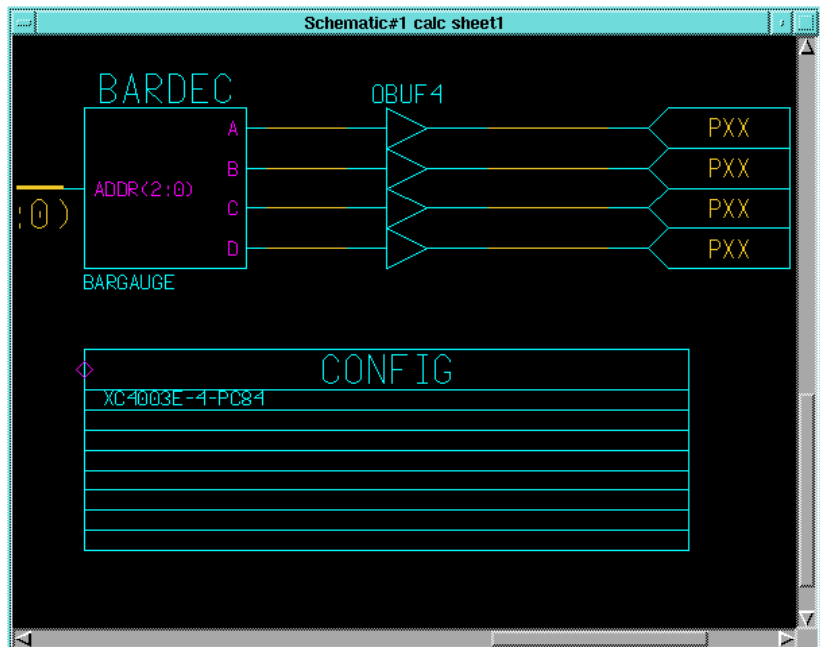 Schematic#1 calc sheet1
BARDEC
OBUF4
A
PXX
B
PXX
ADDR(2:0)
:0)
C
PXX
D
PXX
BARGAUGE
CONFIG
XC4003E-4-PC84